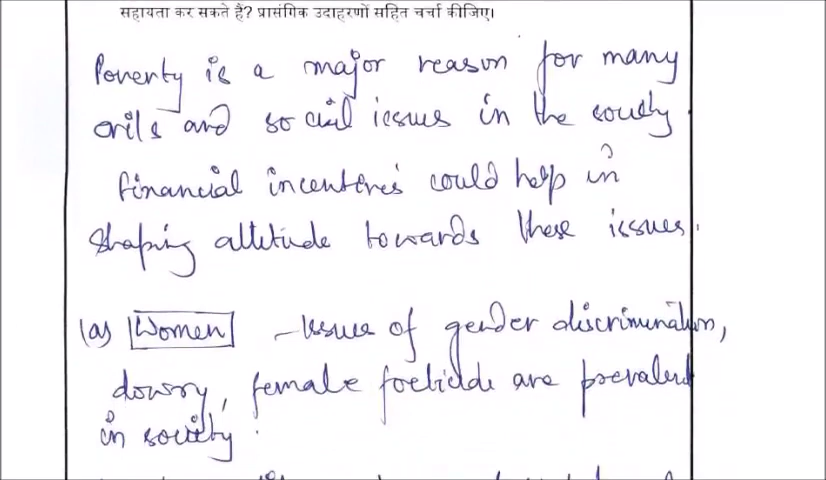 सहायता कर सकते हैं? प्रासंगिक उदाहरणों सहित चर्चा कीजिए।
Poverty is a major reason for many
evils and social issues in the society
financial incentives could help in
shaping attitude towards these issues.
(a) Women – Issues of gender discrimination,
dowry, female foeticide are prevalent
in society.